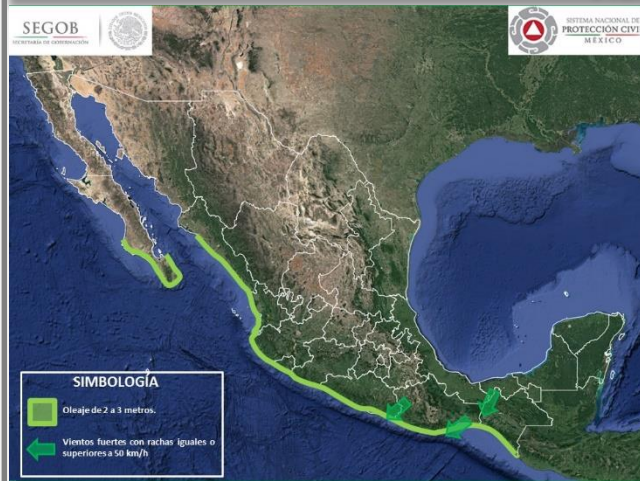 SEGOB
SECRETARÍA DE GOBERNACIÓN
SISTEMA NACIONAL DE
PROTECCIÓN CIVI
MÉXICO
SIMBOLOGÍA
Oleaje de 2 a 3 metros.
Vientos fuertes con rachas iguales o
superiores a 50 km/h